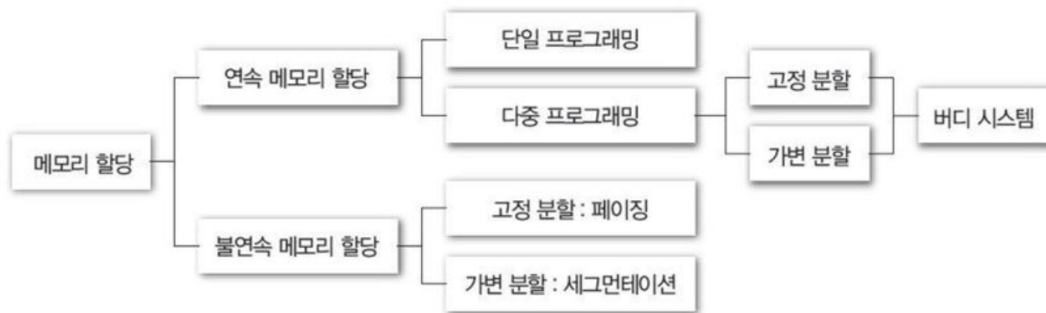 단일 프로그래밍
연속 메모리 할당
고정 분할
다중 프로그래밍
버디 시스템
가변 분할
메모리 할당
고정 분할 : 페이징
불연속 메모리 할당
가변 분할 : 세그먼테이션